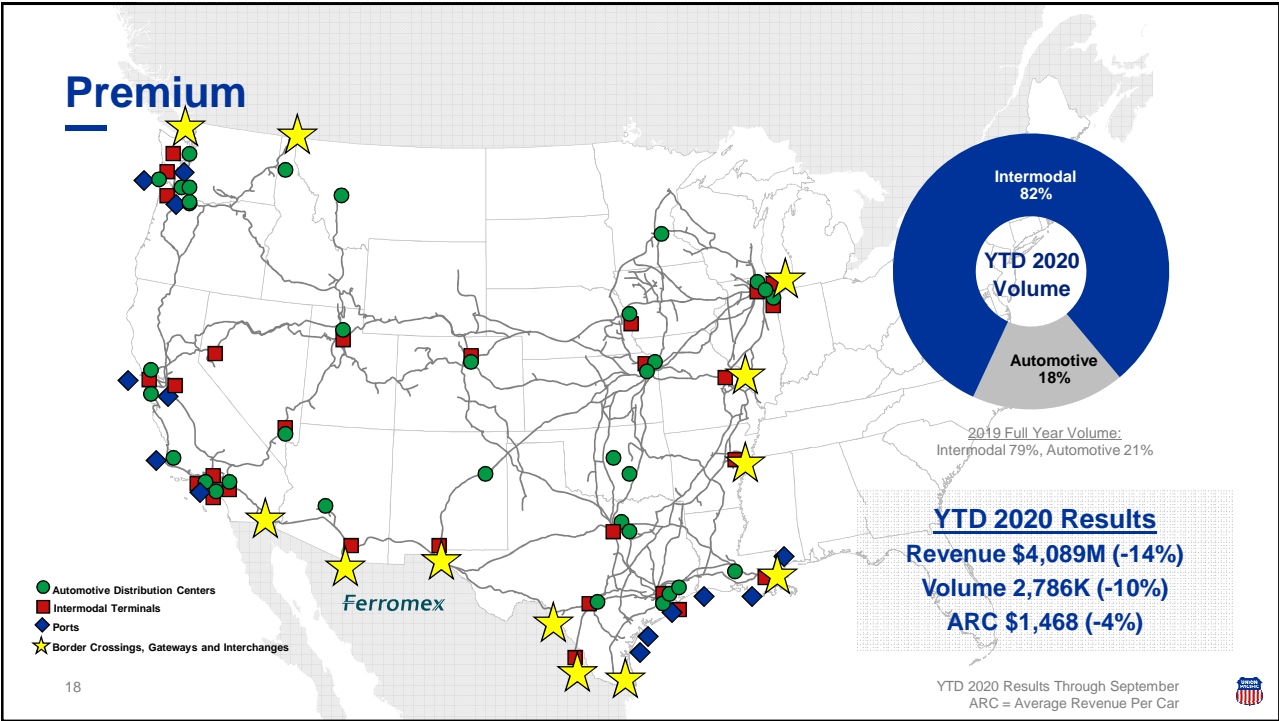 Premium
Intermodal
82%
YTD 2020
Volume
Automotive
18%
2019 Full Year Volume:
Intermodal 79%, Automotive 21%
YTD 2020 Results
Revenue $4,089M (-14%)
Volume 2,786K (-10%)
ARC $1,468 (-4%)
Automotive Distribution Centers
Intermodal Terminals
Ports
Border Crossings, Gateways and Interchanges
Ferromex
18
YTD 2020 Results Through September
ARC = Average Revenue Per Car
UNION
PACIFIC